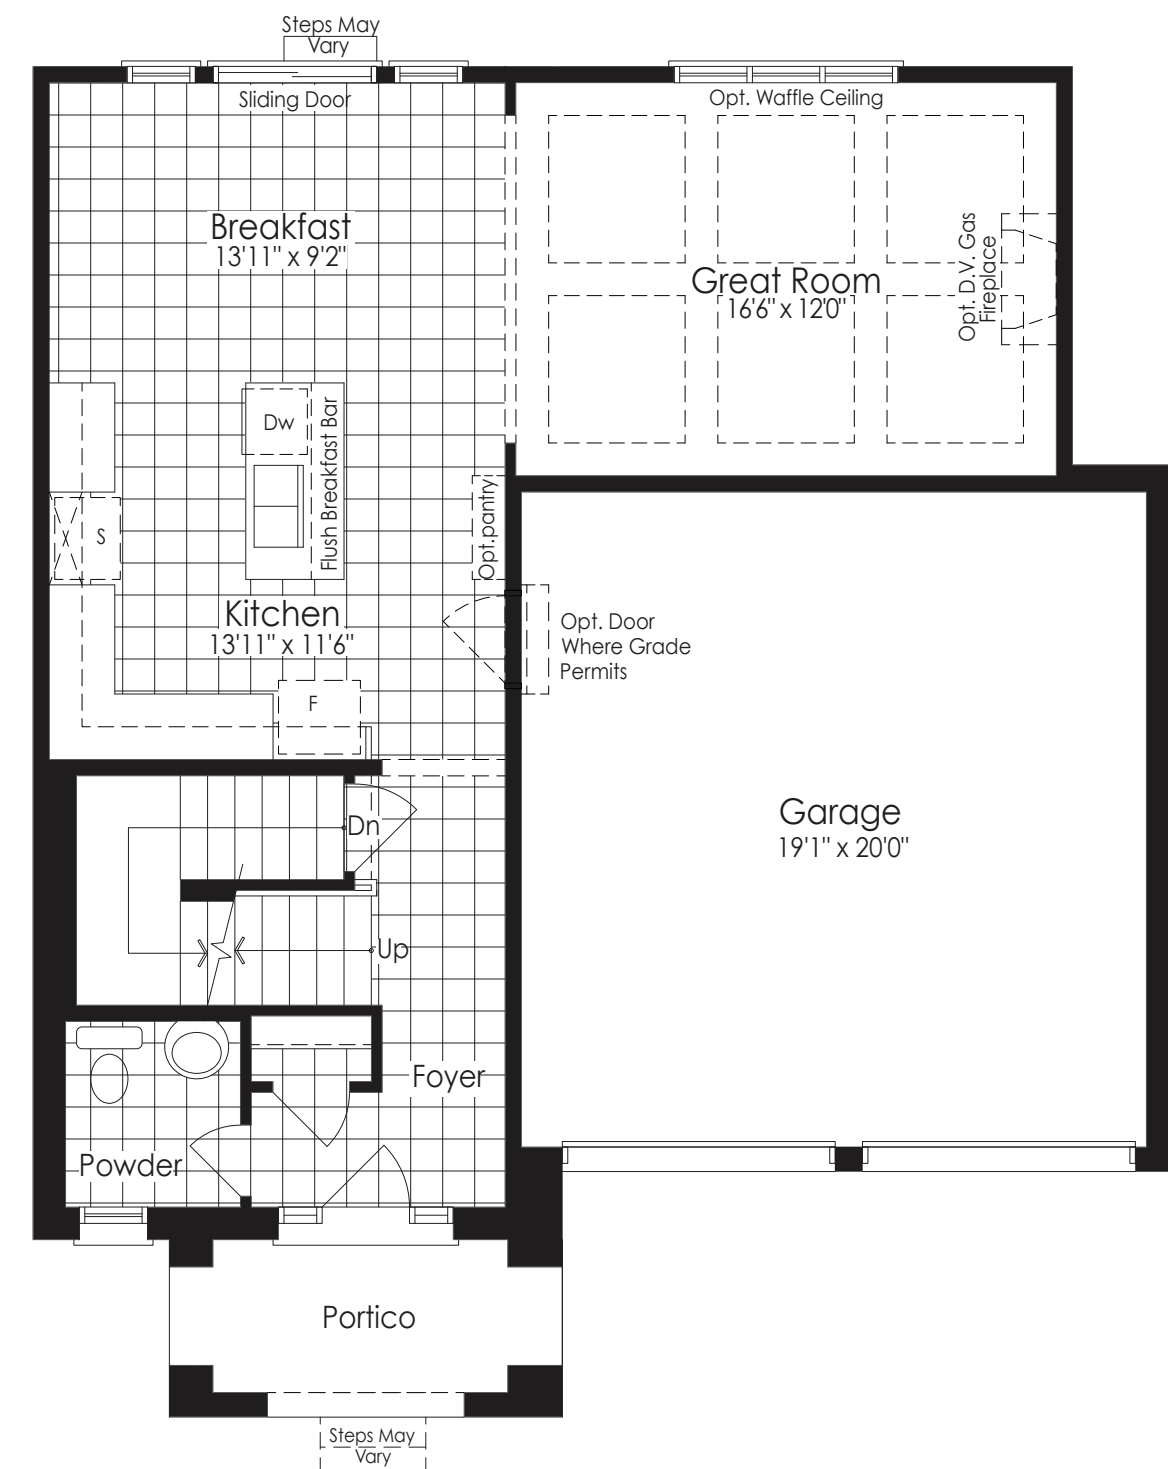 Steps May
Vary
Sliding Door
Opt. Waffle Ceiling
Breakfast
13'11" x 9'2"
Great Room
16'6" x 12'0"
Opt. D.V. Gas
Fireplace
Dw
Flush Breakfast Bar
S
Opt.pantry
Kitchen
13'11" x 11'6"
Opt. Door
Where Grade
Permits
F
Garage
19'1" x 20'0"
Dn
Up
Foyer
Powder
Portico
Steps May
Vary